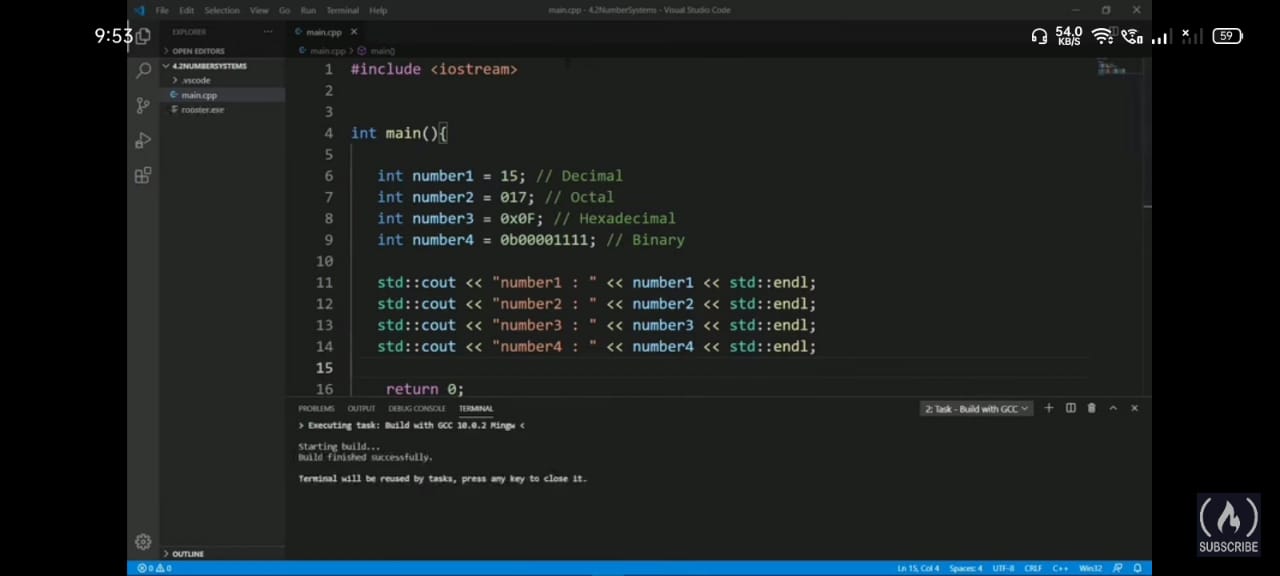 File Edit Selection View Go Run Terminal Help
main.cpp - 4.2NumberSystems - Visual Studio Code
9:53
54.0 KB/S
59
EXPLORER
OPEN EDITORS
4.2NUMBERSYSTEMS
.vscode
main.cpp
rooster.exe
OUTLINE
main.cpp
main.cpp > main()
1 #include <iostream>
2
3
4 int main(){
5
6 int number1 = 15; // Decimal
7 int number2 = 017; // Octal
8 int number3 = 0x0F; // Hexadecimal
9 int number4 = 0b00001111; // Binary
10
11 std::cout << "number1 : " << number1 << std::endl;
12 std::cout << "number2 : " << number2 << std::endl;
13 std::cout << "number3 : " << number3 << std::endl;
14 std::cout << "number4 : " << number4 << std::endl;
15
16 return 0;
PROBLEMS OUTPUT DEBUG CONSOLE TERMINAL
2: Task - Build with GCC
> Executing task: Build with GCC 10.0.2 Mingw <
Starting build...
Build finished successfully.
Terminal will be reused by tasks, press any key to close it.
SUBSCRIBE
0 0
Ln 15, Col 4 Spaces: 4 UTF-8 CRLF C++ Win32